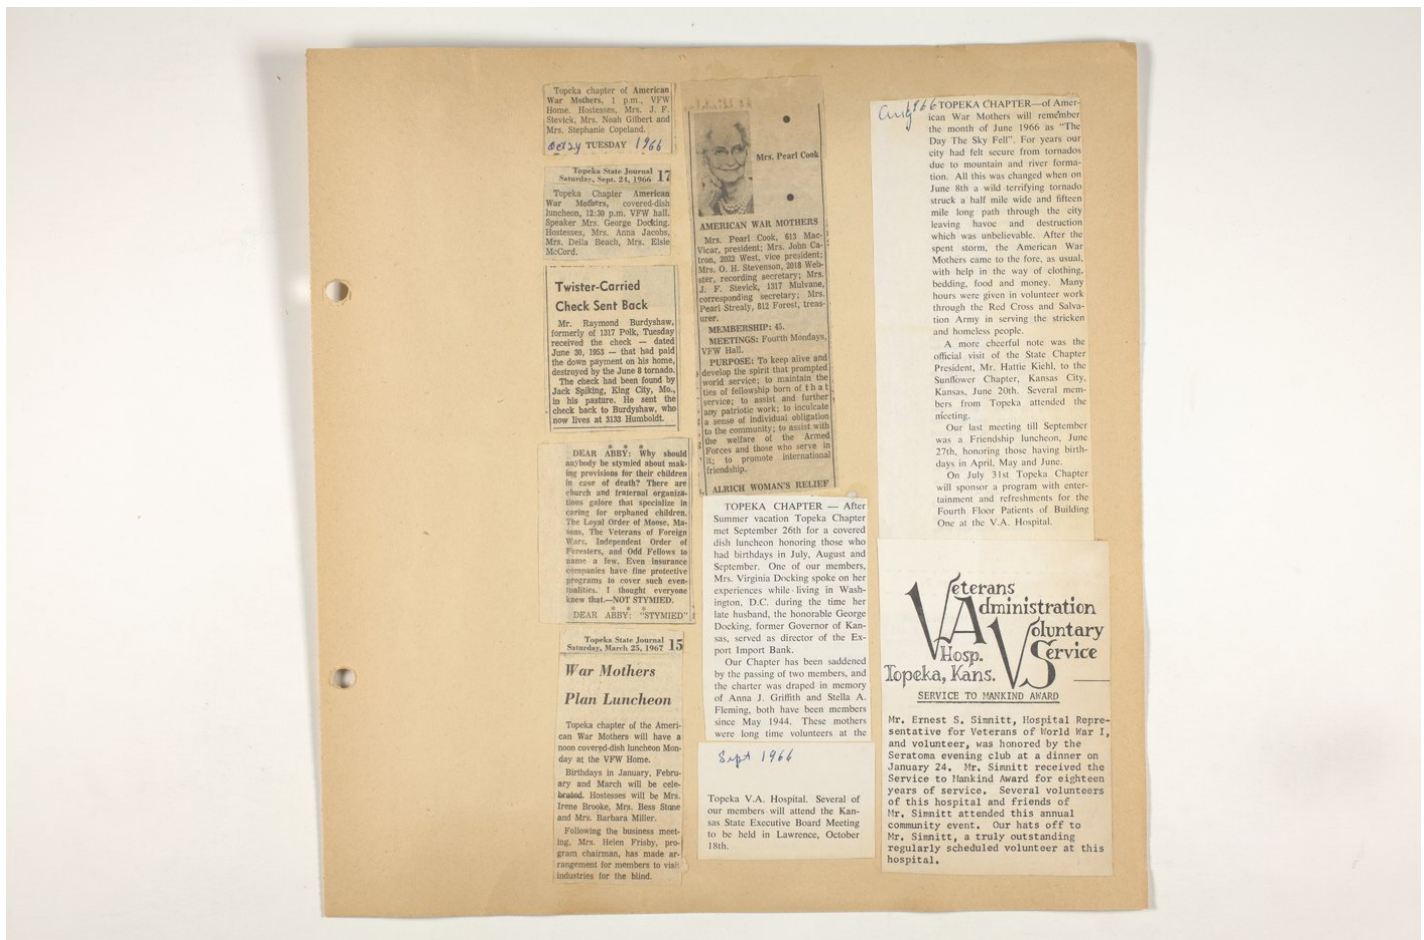 Topeka chapter of American
War Mothers, 1 p.m., VFW
Home. Hostesses, Mrs. J. F.
Stevick, Mrs. Noah Gilbert and
Mrs. Stephanie Copeland.
TUESDAY 1966
Topeka State Journal 17
Saturday, Sept. 24, 1966
Topeka Chapter American
War Mothers, covered-dish
luncheon, 12:30 p.m. VFW hall.
Speaker Mrs. George Docking.
Hostesses, Mrs. Anna Jacobs,
Mrs. Della Beach, Mrs. Elsie
McCord.
Twister-Carried
Check Sent Back
Mr. Raymond Burdyshaw,
formerly of 1317 Polk, Tuesday
received the check — dated
June 30, 1953 — that had paid
the down payment on his home,
destroyed by the June 8 tornado.
The check had been found by
Jack Spiking, King City, Mo.,
in his pasture. He sent the
check back to Burdyshaw, who
now lives at 3133 Humboldt.
* * *
DEAR ABBY: Why should
anybody be stymied about mak-
ing provisions for their children
in case of death? There are
church and fraternal organiza-
tions galore that specialize in
caring for orphaned children.
The Loyal Order of Moose, Ma-
sons, The Veterans of Foreign
Wars, Independent Order of
Foresters, and Odd Fellows to
name a few. Even insurance
companies have fine protective
programs to cover such even-
tualities. I thought everyone
knew that.—NOT STYMIED.
* * *
DEAR ABBY: "STYMIED"
Topeka State Journal 15
Saturday, March 25, 1967
War Mothers
Plan Luncheon
Topeka chapter of the Ameri-
can War Mothers will have a
noon covered-dish luncheon Mon-
day at the VFW Home.
Birthdays in January, Febru-
ary and March will be cele-
brated. Hostesses will be Mrs.
Irene Brooke, Mrs. Bess Stone
and Mrs. Barbara Miller.
Following the business meet-
ing, Mrs. Helen Frisby, pro-
gram chairman, has made ar-
rangement for members to visit
industries for the blind.
Mrs. Pearl Cook
AMERICAN WAR MOTHERS
Mrs. Pearl Cook, 613 Mac-
Vicar, president; Mrs. John Ca-
tron, 2022 West, vice president;
Mrs. O. H. Stevenson, 2018 Web-
ster, recording secretary; Mrs.
J. F. Stevick, 1317 Mulvane,
corresponding secretary; Mrs.
Pearl Strealy, 812 Forest, treas-
urer.
MEMBERSHIP: 45.
MEETINGS: Fourth Mondays,
VFW Hall.
PURPOSE: To keep alive and
develop the spirit that prompted
world service; to maintain the
ties of fellowship born of that
service; to assist and further
any patriotic work; to inculcate
a sense of individual obligation
to the community; to assist with
the welfare of the Armed
Forces and those who serve in
it; to promote international
friendship.
ALRICH WOMAN'S RELIEF
TOPEKA CHAPTER — After
Summer vacation Topeka Chapter
met September 26th for a covered
dish luncheon honoring those who
had birthdays in July, August and
September. One of our members,
Mrs. Virginia Docking spoke on her
experiences while living in Wash-
ington, D.C. during the time her
late husband, the honorable George
Docking, former Governor of Kan-
sas, served as director of the Ex-
port Import Bank.
Our Chapter has been saddened
by the passing of two members, and
the charter was draped in memory
of Anna J. Griffith and Stella A.
Fleming, both have been members
since May 1944. These mothers
were long time volunteers at the
Sept 1966
Topeka V.A. Hospital. Several of
our members will attend the Kan-
sas State Executive Board Meeting
to be held in Lawrence, October
18th.
Aug 66 TOPEKA CHAPTER—of Amer-
ican War Mothers will remember
the month of June 1966 as "The
Day The Sky Fell". For years our
city had felt secure from tornados
due to mountain and river forma-
tion. All this was changed when on
June 8th a wild terrifying tornado
struck a half mile wide and fifteen
mile long path through the city
leaving havoc and destruction
which was unbelievable. After the
spent storm, the American War
Mothers came to the fore, as usual,
with help in the way of clothing,
bedding, food and money. Many
hours were given in volunteer work
through the Red Cross and Salva-
tion Army in serving the stricken
and homeless people.
A more cheerful note was the
official visit of the State Chapter
President, Mr. Hattie Kiehl, to the
Sunflower Chapter, Kansas City,
Kansas, June 20th. Several mem-
bers from Topeka attended the
meeting.
Our last meeting till September
was a Friendship luncheon, June
27th, honoring those having birth-
days in April, May and June.
On July 31st Topeka Chapter
will sponsor a program with enter-
tainment and refreshments for the
Fourth Floor Patients of Building
One at the V.A. Hospital.
Veterans
Administration
Voluntary
Hosp. Service
Topeka, Kans.
SERVICE TO MANKIND AWARD
Mr. Ernest S. Simnitt, Hospital Repre-
sentative for Veterans of World War I,
and volunteer, was honored by the
Seratoma evening club at a dinner on
January 24. Mr. Simnitt received the
Service to Mankind Award for eighteen
years of service. Several volunteers
of this hospital and friends of
Mr. Simnitt attended this annual
community event. Our hats off to
Mr. Simnitt, a truly outstanding
regularly scheduled volunteer at this
hospital.